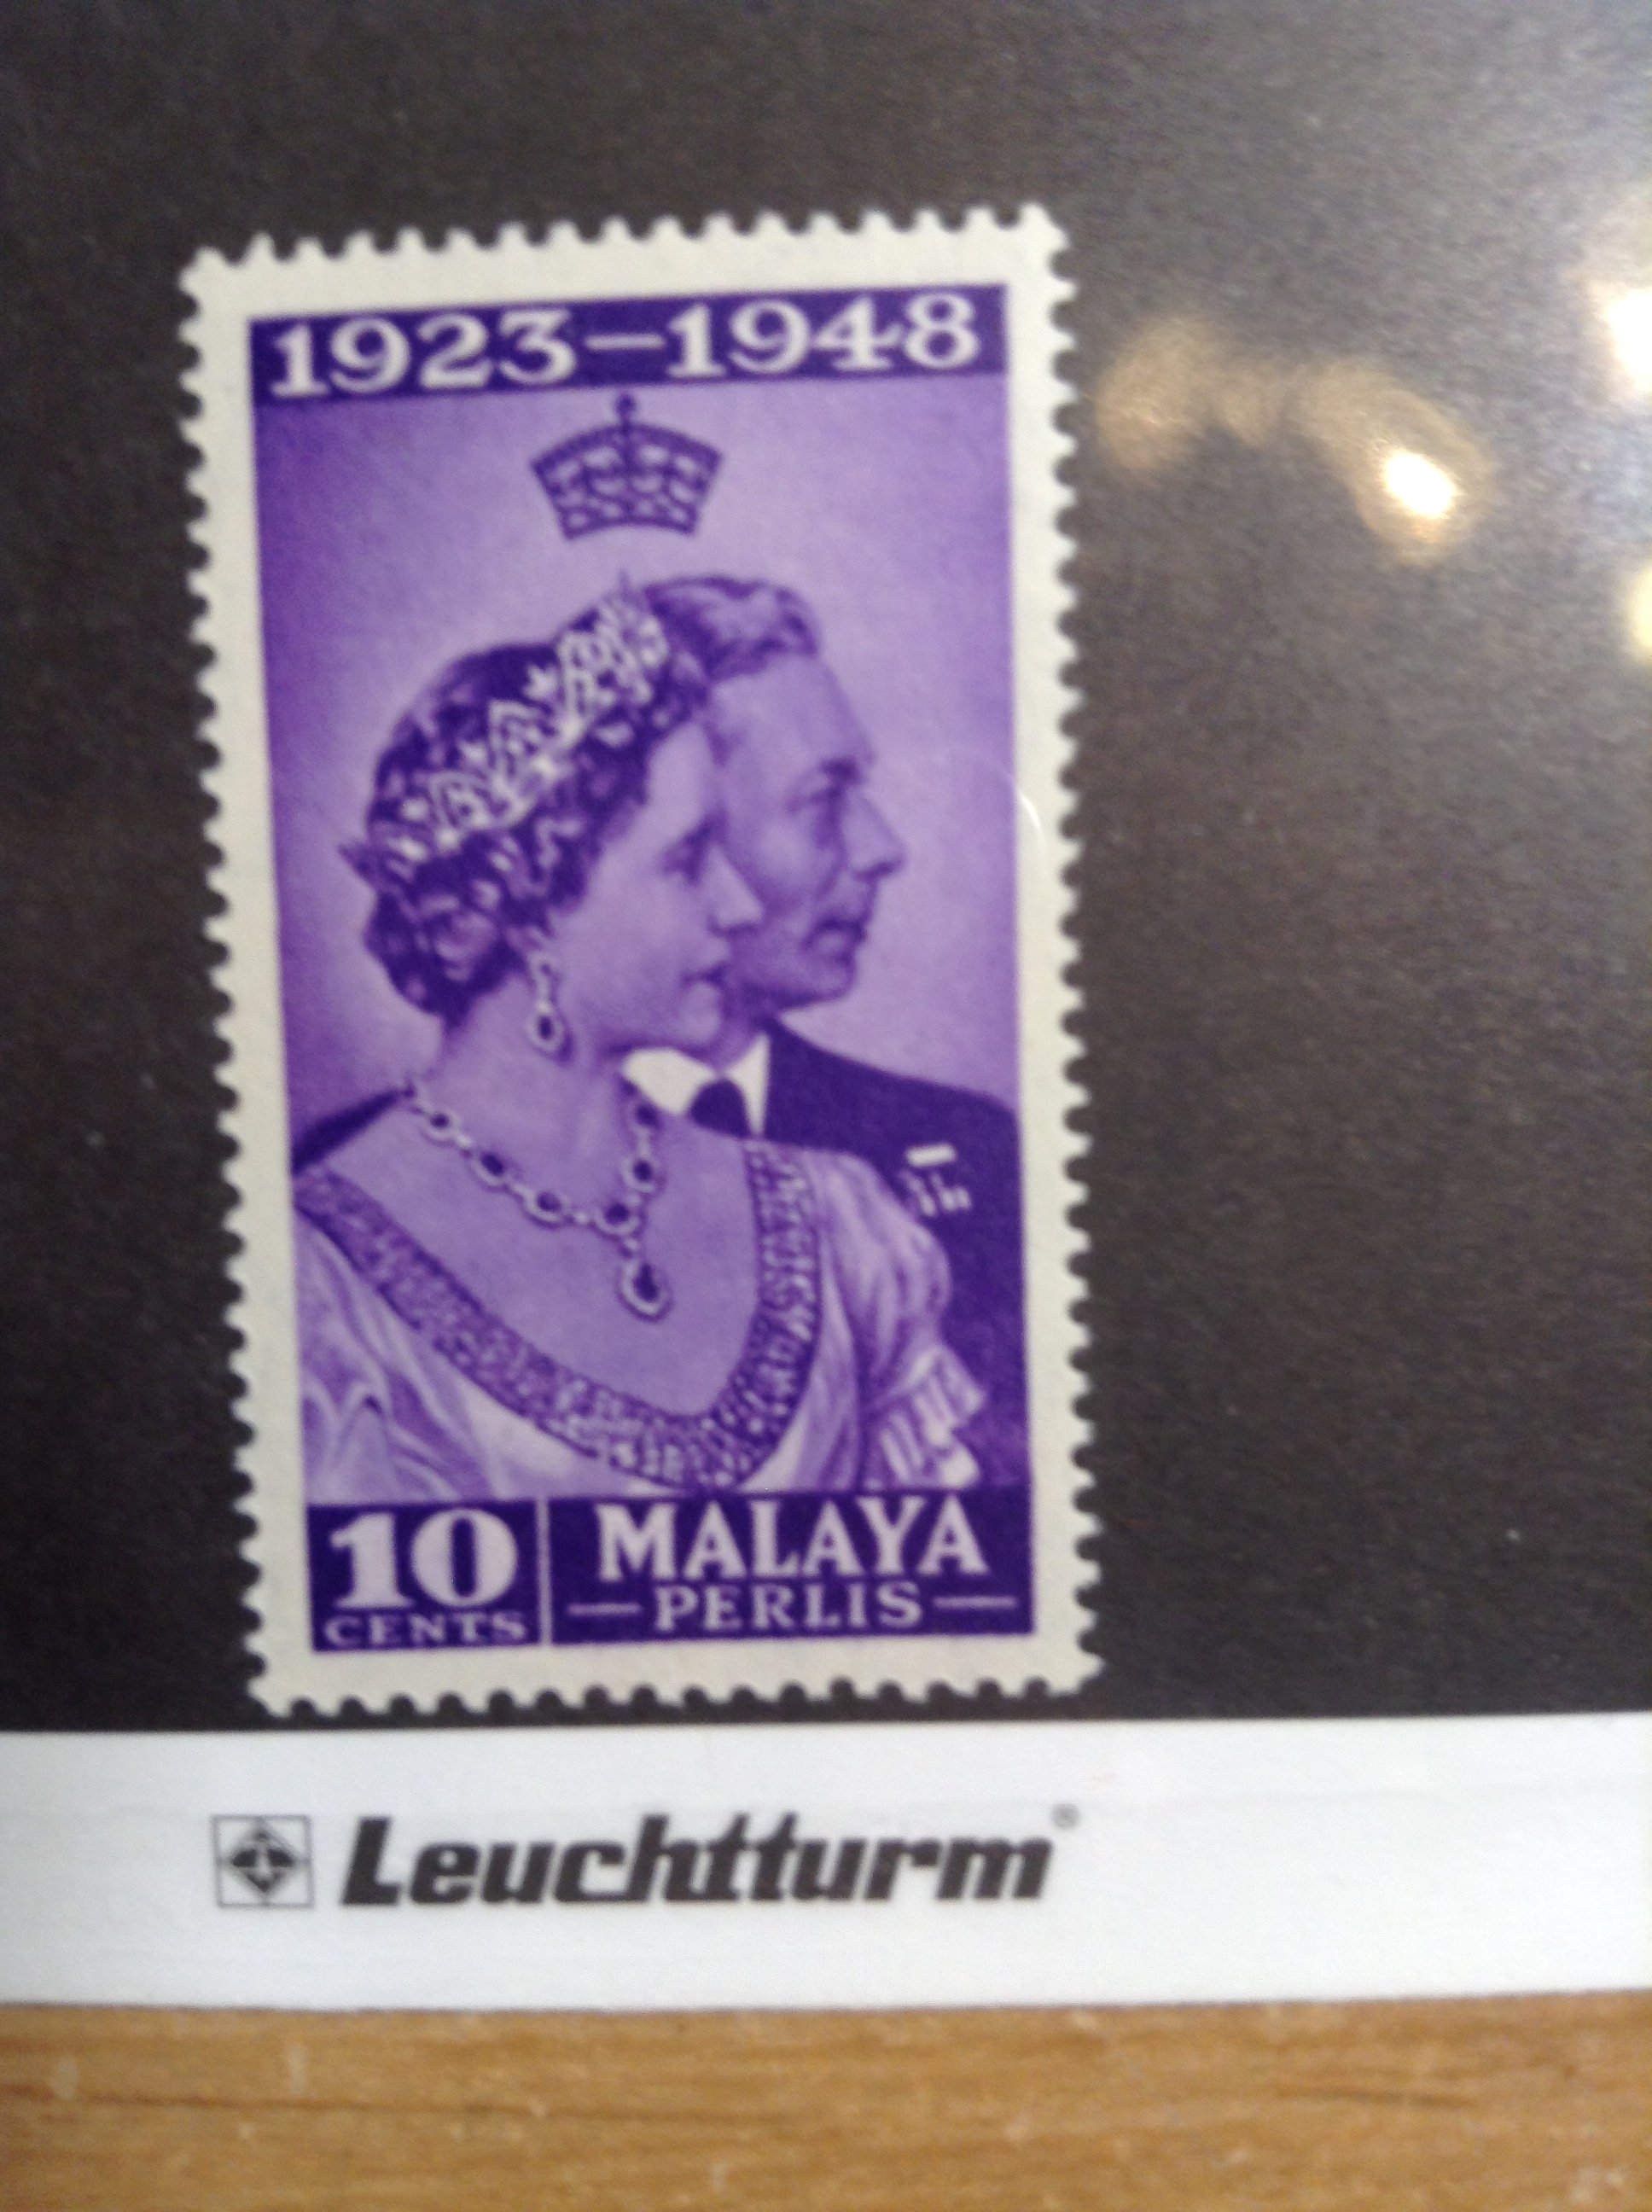 1923–1948
10 CENTS
MALAYA
– PERLIS –
Leuchtturm®